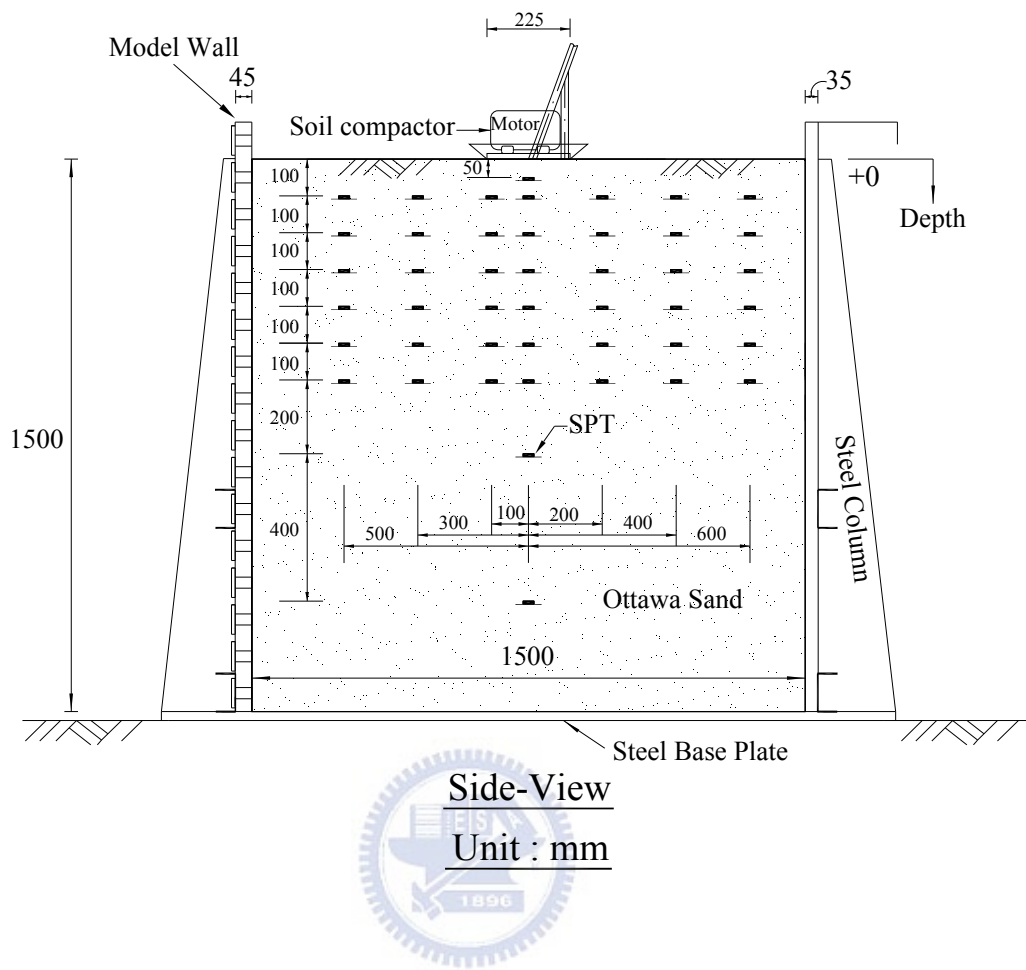 225
Model Wall
45
35
Soil compactor
Motor
50
+0
Depth
100
100
100
100
100
100
200
400
1500
SPT
100
200
300
400
500
600
Steel Column
Ottawa Sand
1500
Steel Base Plate
Side-View
Unit : mm
ES
1896